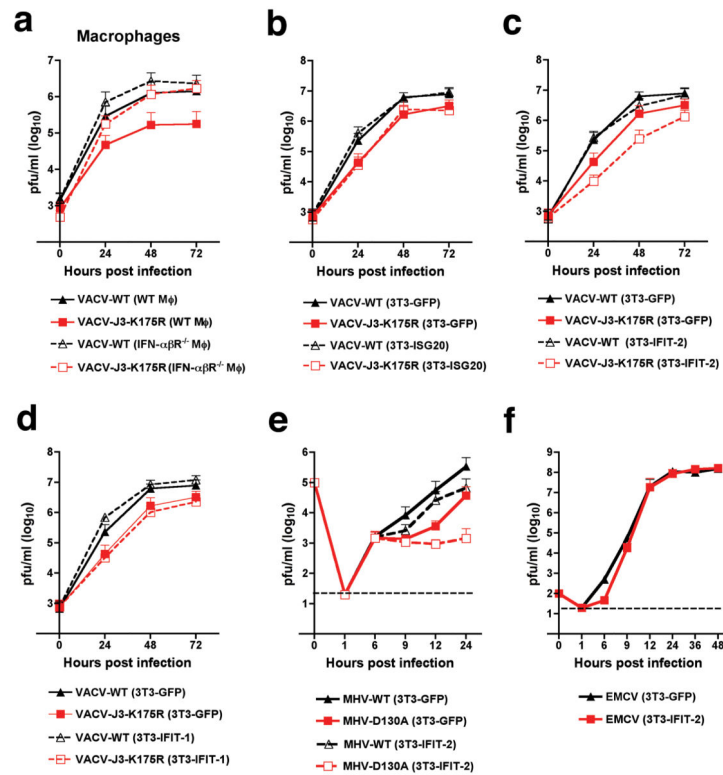 a
Macrophages
pfu/ml (log10)
7
6
5
4
3
0
24
48
72
Hours post infection
VACV-WT (WT Mϕ)
VACV-J3-K175R (WT Mϕ)
VACV-WT (IFN-αβR-/- Mϕ)
VACV-J3-K175R (IFN-αβR-/- Mϕ)
b
pfu/ml (log10)
8
7
6
5
4
3
0
24
48
72
Hours post infection
VACV-WT (3T3-GFP)
VACV-J3-K175R (3T3-GFP)
VACV-WT (3T3-ISG20)
VACV-J3-K175R (3T3-ISG20)
c
pfu/ml (log10)
8
7
6
5
4
3
0
24
48
72
Hours post infection
VACV-WT (3T3-GFP)
VACV-J3-K175R (3T3-GFP)
VACV-WT (3T3-IFIT-2)
VACV-J3-K175R (3T3-IFIT-2)
d
pfu/ml (log10)
8
7
6
5
4
3
0
24
48
72
Hours post infection
VACV-WT (3T3-GFP)
VACV-J3-K175R (3T3-GFP)
VACV-WT (3T3-IFIT-1)
VACV-J3-K175R (3T3-IFIT-1)
e
pfu/ml (log10)
6
5
4
3
2
1
0
1
6
9
12
24
Hours post infection
MHV-WT (3T3-GFP)
MHV-D130A (3T3-GFP)
MHV-WT (3T3-IFIT-2)
MHV-D130A (3T3-IFIT-2)
f
pfu/ml (log10)
9
8
7
6
5
4
3
2
1
0
1
6
9
12
24
36
48
Hours post infection
EMCV (3T3-GFP)
EMCV (3T3-IFIT-2)